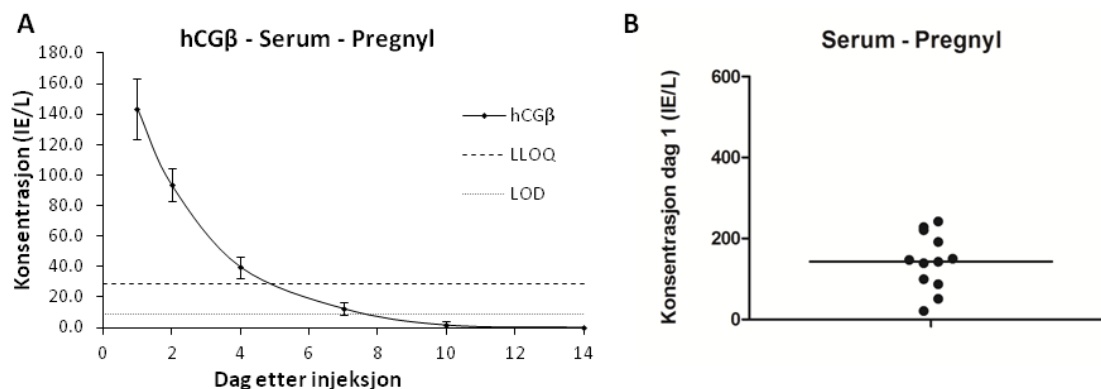 A
hCGβ - Serum - Pregnyl
Konsentrasjon (IE/L)
180.0
160.0
140.0
120.0
100.0
80.0
60.0
40.0
20.0
0.0
0 2 4 6 8 10 12 14
Dag etter injeksjon
hCGβ
LLOQ
LOD
B
Serum - Pregnyl
Konsentrasjon dag 1 (IE/L)
600
400
200
0